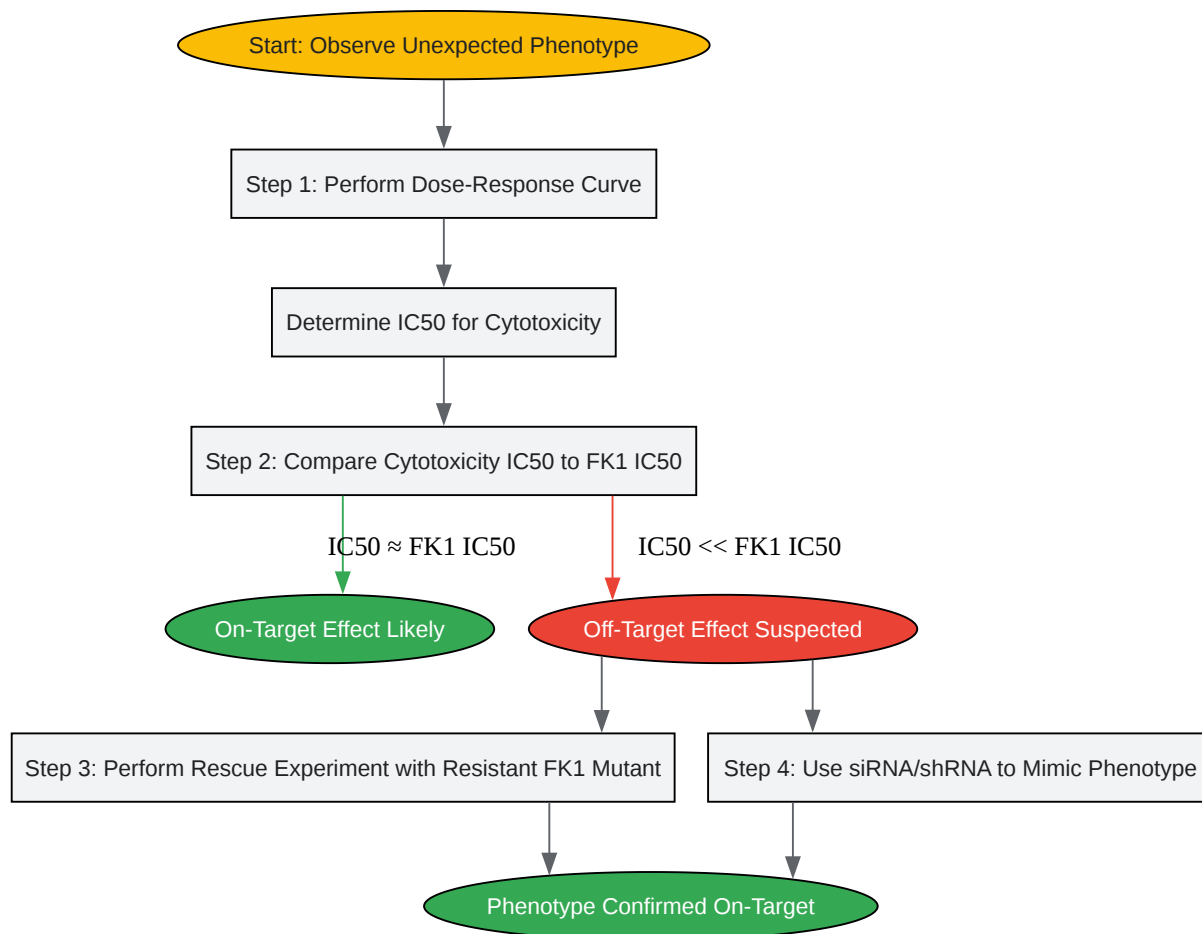 Start: Observe Unexpected Phenotype
Step 1: Perform Dose-Response Curve
Determine IC50 for Cytotoxicity
Step 2: Compare Cytotoxicity IC50 to FK1 IC50
IC50 ≈ FK1 IC50
IC50 << FK1 IC50
On-Target Effect Likely
Off-Target Effect Suspected
Step 3: Perform Rescue Experiment with Resistant FK1 Mutant
Step 4: Use siRNA/shRNA to Mimic Phenotype
Phenotype Confirmed On-Target